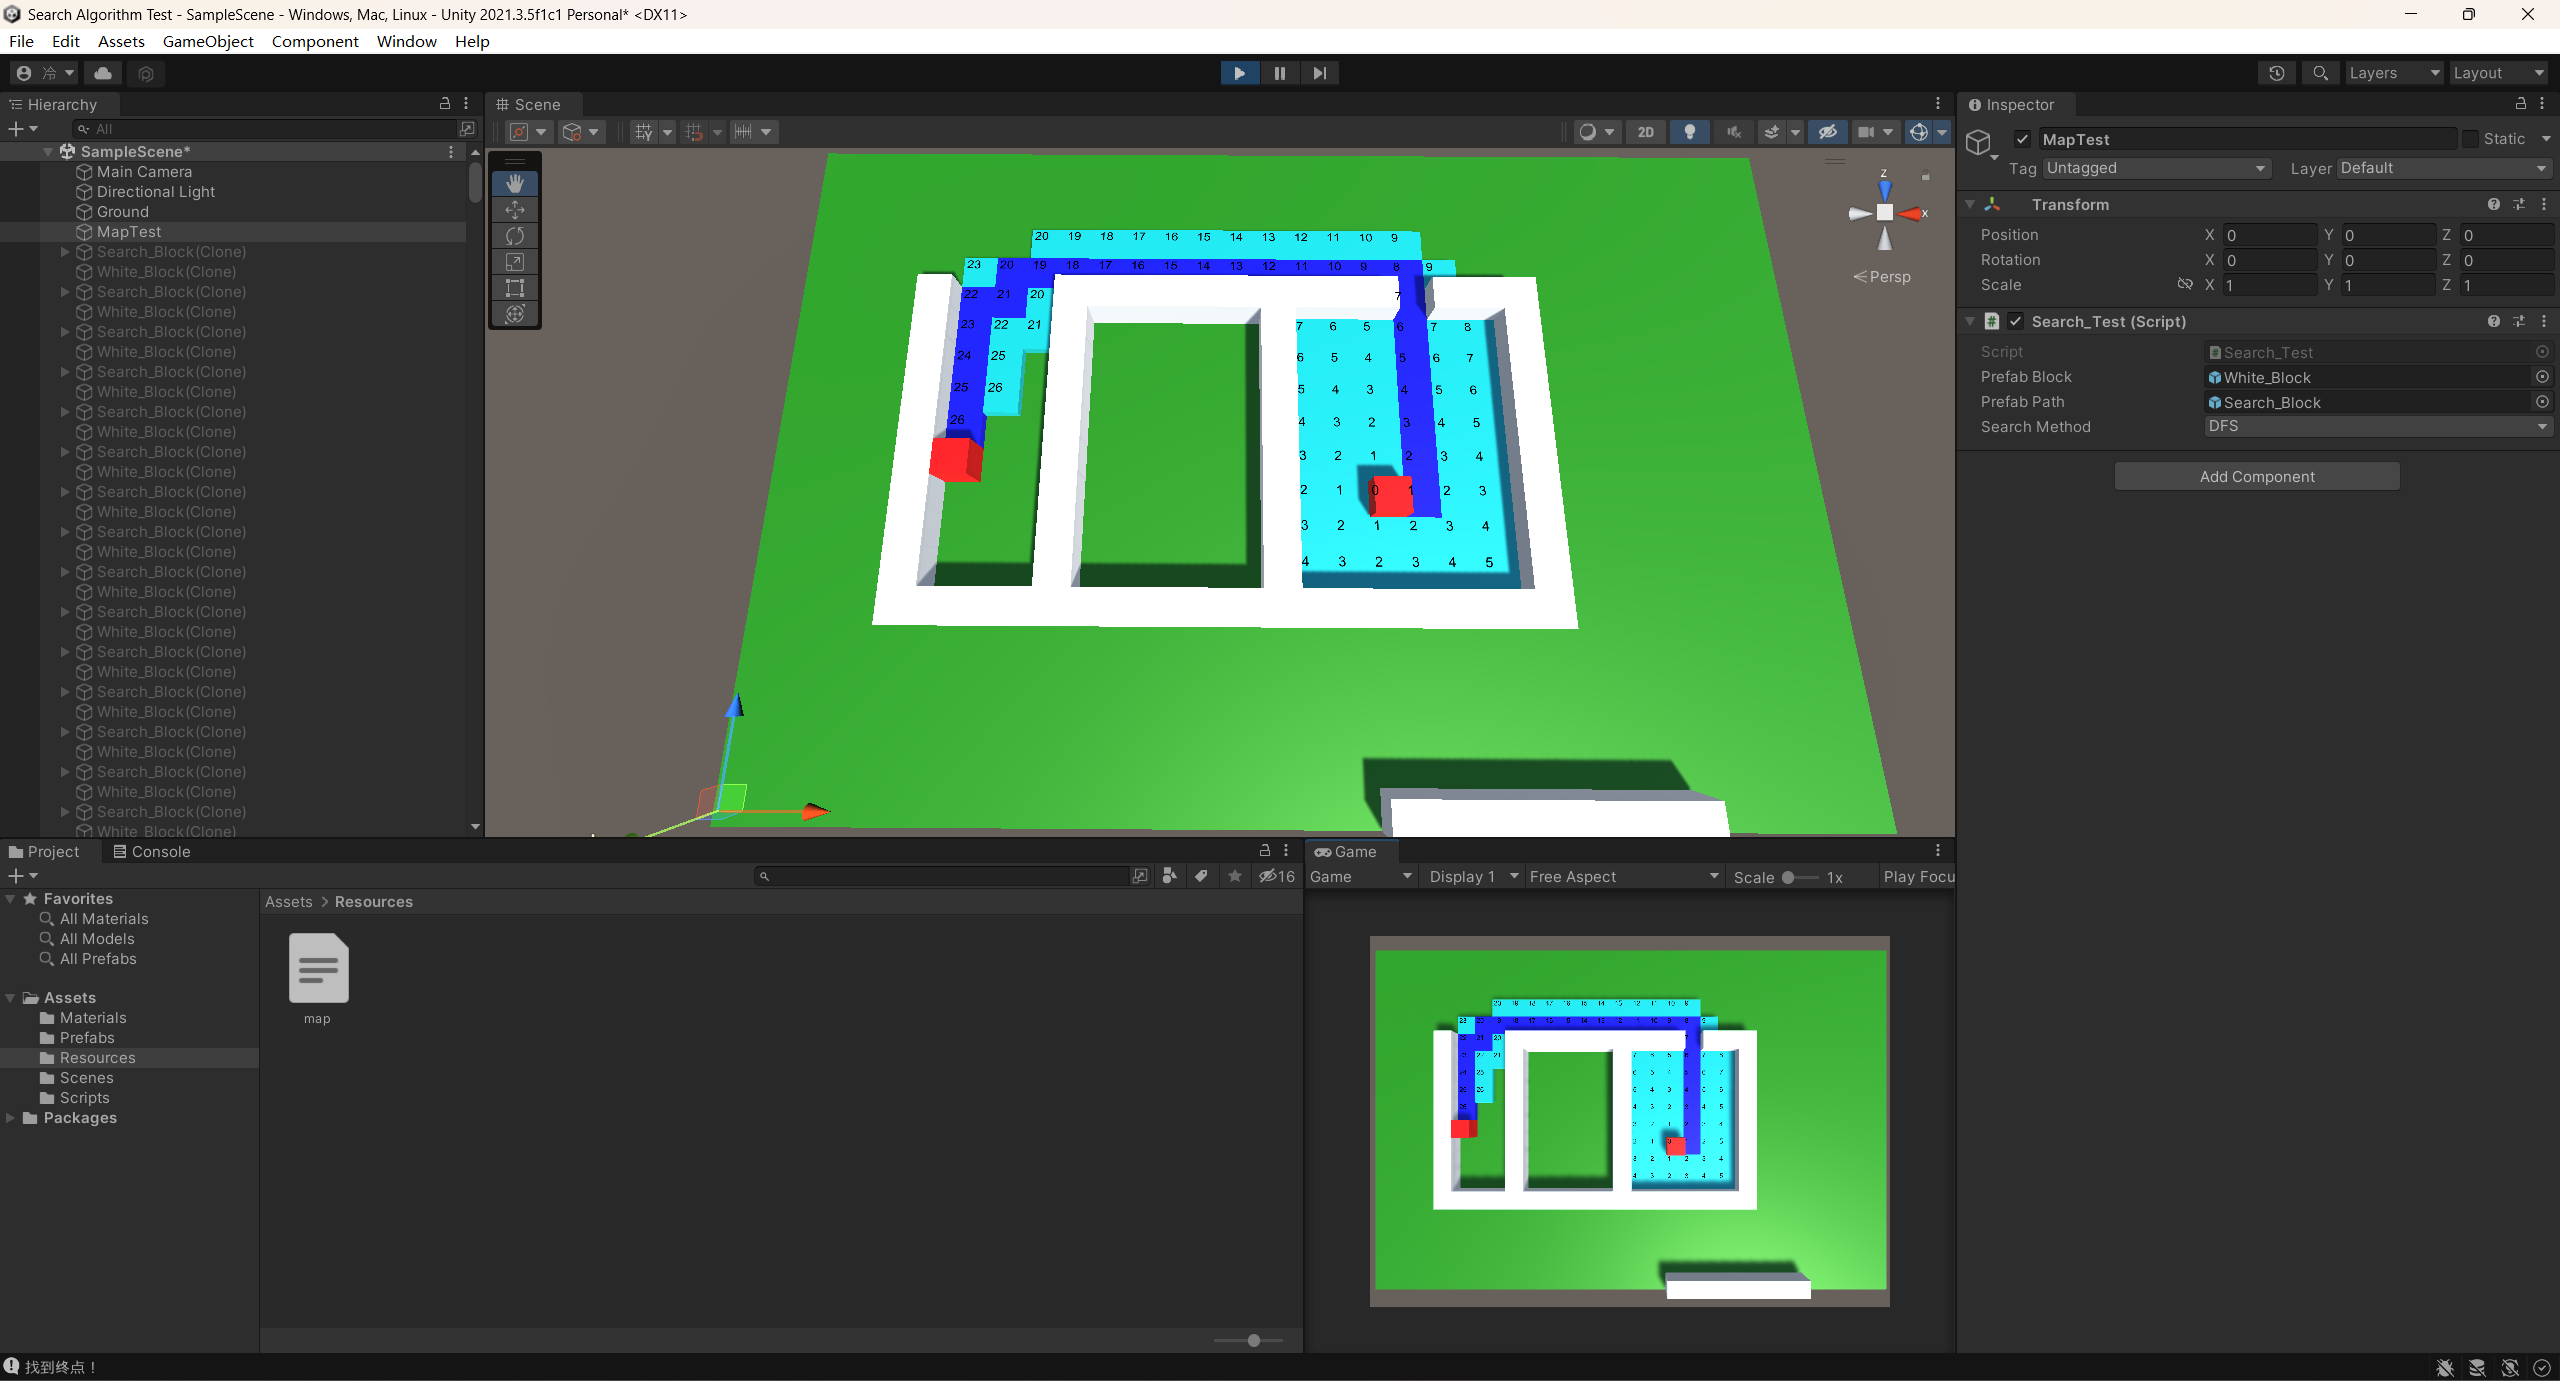 Search Algorithm Test - SampleScene - Windows, Mac, Linux - Unity 2021.3.5f1c1 Personal* <DX11>
File Edit Assets GameObject Component Window Help
冷 Layers Layout
Hierarchy
All
SampleScene*
Main Camera
Directional Light
Ground
MapTest
Search_Block(Clone)
White_Block(Clone)
Search_Block(Clone)
White_Block(Clone)
Search_Block(Clone)
White_Block(Clone)
Search_Block(Clone)
White_Block(Clone)
Search_Block(Clone)
White_Block(Clone)
Search_Block(Clone)
White_Block(Clone)
Search_Block(Clone)
White_Block(Clone)
Search_Block(Clone)
White_Block(Clone)
Search_Block(Clone)
White_Block(Clone)
Search_Block(Clone)
White_Block(Clone)
Search_Block(Clone)
White_Block(Clone)
Search_Block(Clone)
White_Block(Clone)
Search_Block(Clone)
White_Block(Clone)
Search_Block(Clone)
White_Block(Clone)
Search_Block(Clone)
White_Block(Clone)
Scene
2D
z
x
Persp
20 19 18 17 16 15 14 13 12 11 10 9
23 20 19 18 17 16 15 14 13 12 11 10 9 8 9
22 21 20 7
23 22 21 7 6 5 6 7 8
24 25 6 5 4 5 6 7
25 26 5 4 3 4 5 6
26 4 3 2 3 4 5
3 2 1 2 3 4
2 1 0 1 2 3
3 2 1 2 3 4
4 3 2 3 4 5
Inspector
MapTest Static
Tag Untagged Layer Default
Transform
Position X 0 Y 0 Z 0
Rotation X 0 Y 0 Z 0
Scale X 1 Y 1 Z 1
Search_Test (Script)
Script Search_Test
Prefab Block White_Block
Prefab Path Search_Block
Search Method DFS
Add Component
Project Console
16
Favorites
All Materials
All Models
All Prefabs
Assets
Materials
Prefabs
Resources
Scenes
Scripts
Packages
Assets > Resources
map
Game
Game Display 1 Free Aspect Scale 1x Play Focu
找到终点！